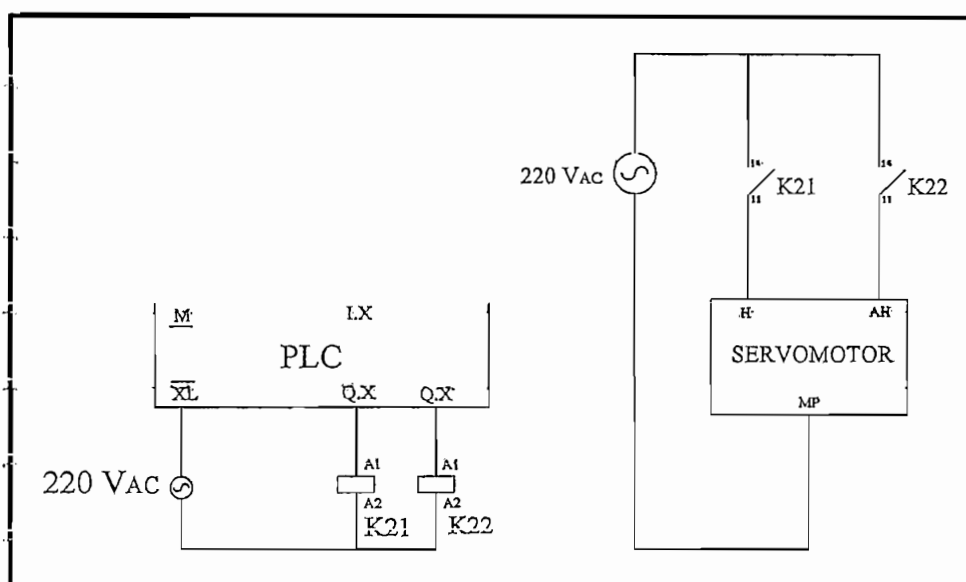 220 VAC
14
11
K21
14
11
K22
H
AH
SERVOMOTOR
MP
M
I.X
PLC
XL
Q.X
Q.X
220 VAC
A1
A2
K21
A1
A2
K22